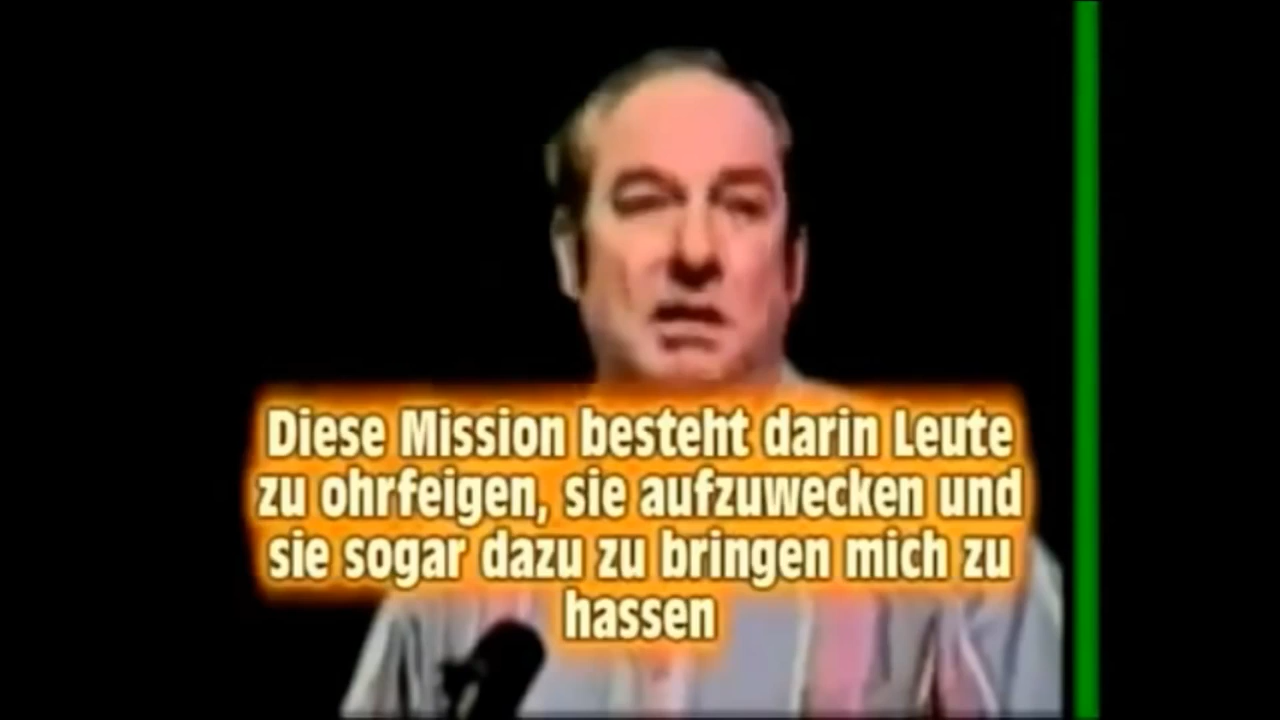 Diese Mission besteht darin Leute
zu ohrfeigen, sie aufzuwecken und
sie sogar dazu zu bringen mich zu
hassen